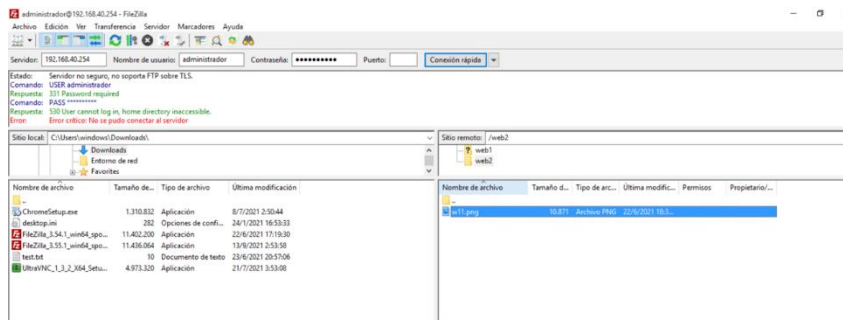 administrador@192.168.40.254 - FileZilla
Archivo Edición Ver Transferencia Servidor Marcadores Ayuda
Servidor: 192.168.40.254 Nombre de usuario: administrador Contraseña: ●●●●●●●●●● Puerto: Conexión rápida
Estado: Servidor no seguro, no soporta FTP sobre TLS.
Comando: USER administrador
Respuesta: 331 Password required
Comando: PASS **********
Respuesta: 530 User cannot log in, home directory inaccessible.
Error: Error crítico: No se pudo conectar al servidor
Sitio local: C:\Users\windows\Downloads\ Sitio remoto: /web2
Downloads ? web1
Entorno de red web2
Favorites
Nombre de archivo Tamaño de... Tipo de archivo Última modificación Nombre de archivo Tamaño d... Tipo de arc... Última modific... Permisos Propietario/...
.. ..
ChromeSetup.exe 1.310.832 Aplicación 8/7/2021 2:50:44 w11.png 10.871 Archivo PNG 22/6/2021 18:3...
desktop.ini 282 Opciones de confi... 24/1/2021 16:53:33
FileZilla_3.54.1_win64_spo... 11.402.200 Aplicación 22/6/2021 17:19:30
FileZilla_3.55.1_win64_spo... 11.436.064 Aplicación 13/9/2021 2:53:58
test.txt 10 Documento de texto 23/6/2021 20:57:06
UltraVNC_1_3_2_X64_Setu... 4.973.320 Aplicación 21/7/2021 3:53:08